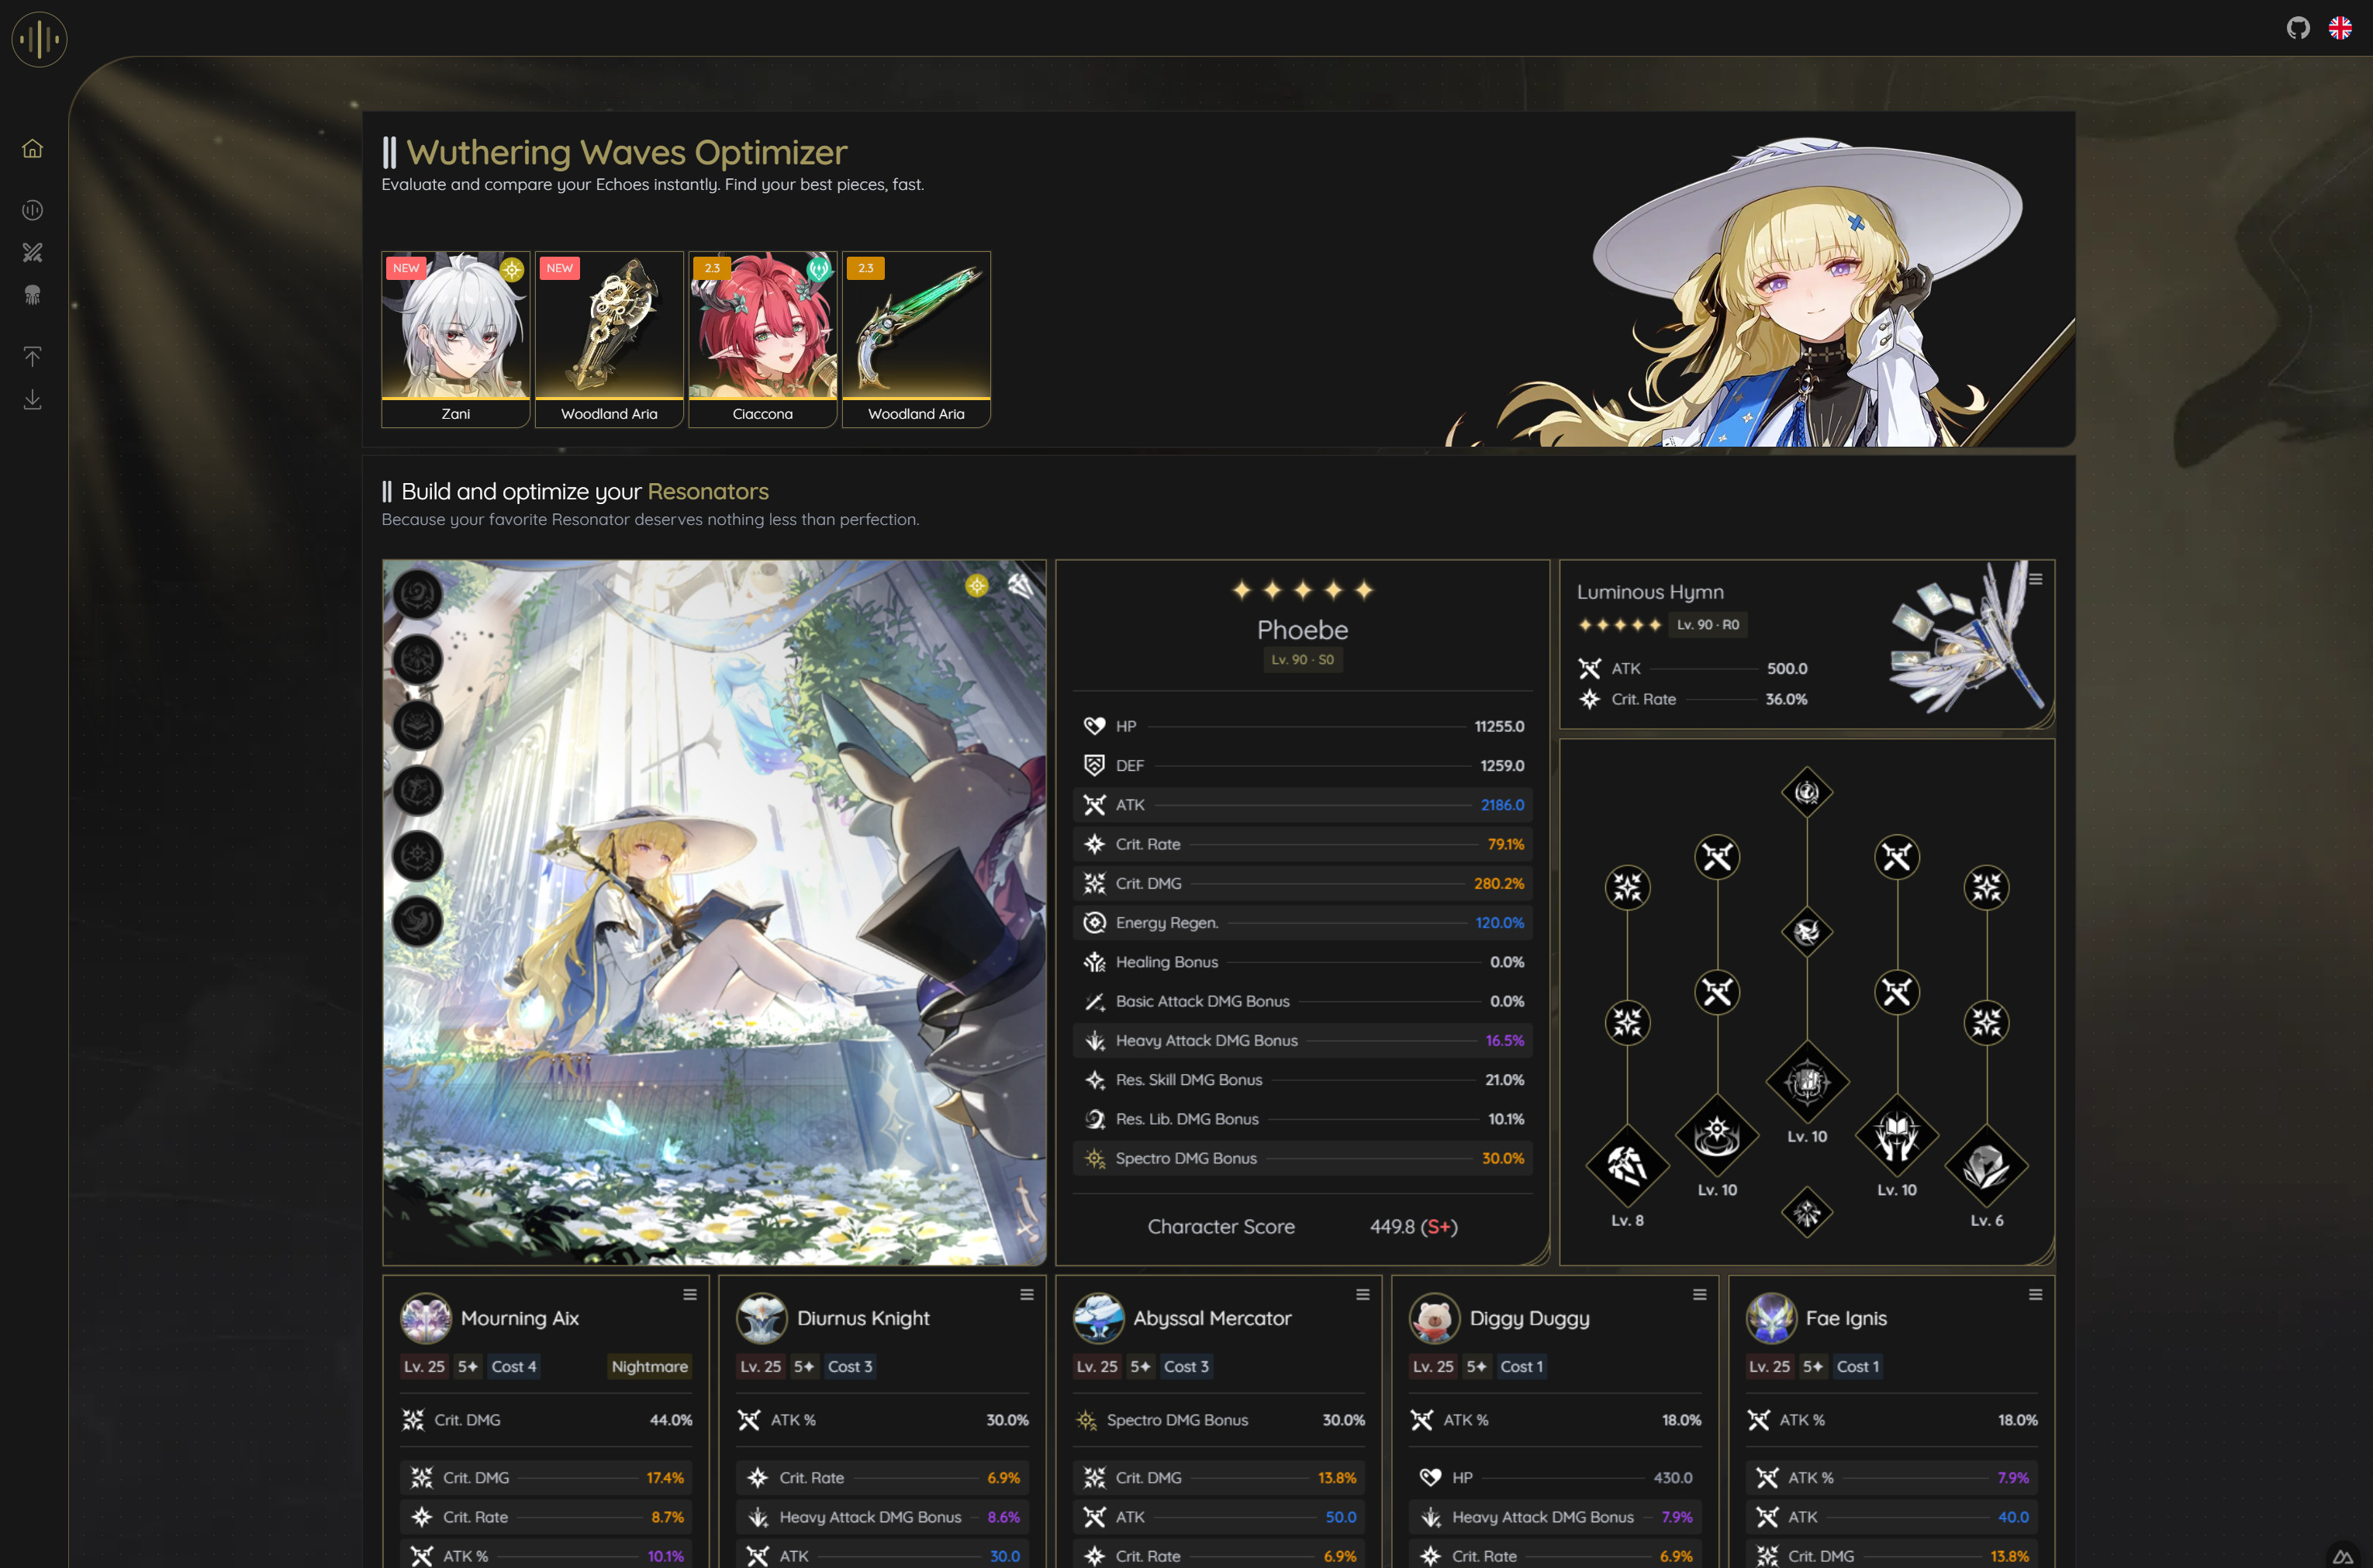 Wuthering Waves Optimizer
Evaluate and compare your Echoes instantly. Find your best pieces, fast.
NEW
NEW
2.3
2.3
Zani
Woodland Aria
Ciaccona
Woodland Aria
Build and optimize your Resonators
Because your favorite Resonator deserves nothing less than perfection.
Phoebe
Lv. 90 · S0
HP 11255.0
DEF 1259.0
ATK 2186.0
Crit. Rate 79.1%
Crit. DMG 280.2%
Energy Regen. 120.0%
Healing Bonus 0.0%
Basic Attack DMG Bonus 0.0%
Heavy Attack DMG Bonus 16.5%
Res. Skill DMG Bonus 21.0%
Res. Lib. DMG Bonus 10.1%
Spectro DMG Bonus 30.0%
Character Score 449.8 (S+)
Luminous Hymn
Lv. 90 · R0
ATK 500.0
Crit. Rate 36.0%
Lv. 10
Lv. 10
Lv. 10
Lv. 8
Lv. 6
Mourning Aix
Lv. 25 5✦ Cost 4 Nightmare
Crit. DMG 44.0%
Crit. DMG 17.4%
Crit. Rate 8.7%
ATK % 10.1%
Diurnus Knight
Lv. 25 5✦ Cost 3
ATK % 30.0%
Crit. Rate 6.9%
Heavy Attack DMG Bonus 8.6%
ATK 30.0
Abyssal Mercator
Lv. 25 5✦ Cost 3
Spectro DMG Bonus 30.0%
Crit. DMG 13.8%
ATK 50.0
Crit. Rate 6.9%
Diggy Duggy
Lv. 25 5✦ Cost 1
ATK % 18.0%
HP 430.0
Heavy Attack DMG Bonus 7.9%
Crit. Rate 6.9%
Fae Ignis
Lv. 25 5✦ Cost 1
ATK % 18.0%
ATK % 7.9%
ATK 40.0
Crit. DMG 13.8%